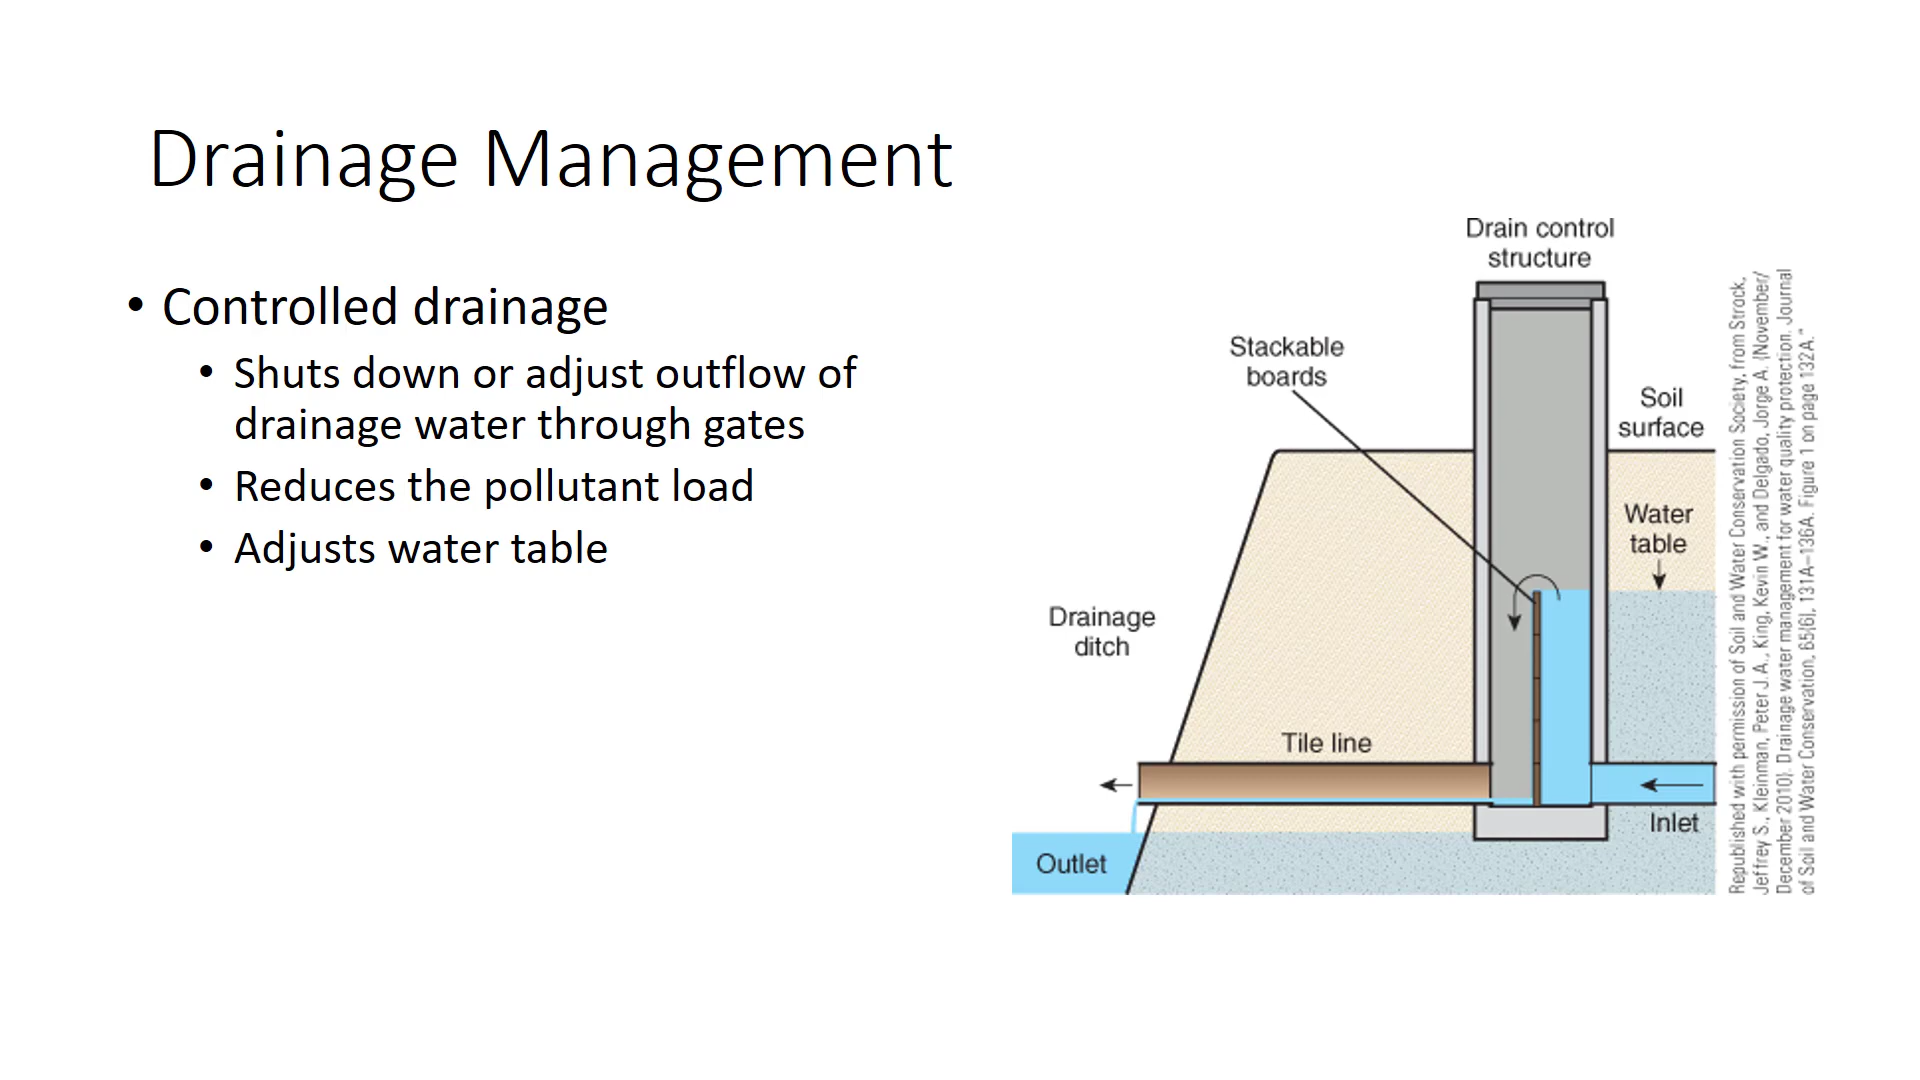 Drainage Management
• Controlled drainage
• Shuts down or adjust outflow of
drainage water through gates
• Reduces the pollutant load
• Adjusts water table
Drain control
structure
Stackable
boards
Soil
surface
Water
table
Drainage
ditch
Tile line
Inlet
Outlet
Republished with permission of Soil and Water Conservation Society, from Strock,
Jeffrey S., Kleinman, Peter J. A., King, Kevin W., and Delgado, Jorge A. (November/
December 2010). Drainage water management for water quality protection. Journal
of Soil and Water Conservation, 65(6), 131A–136A. Figure 1 on page 132A."